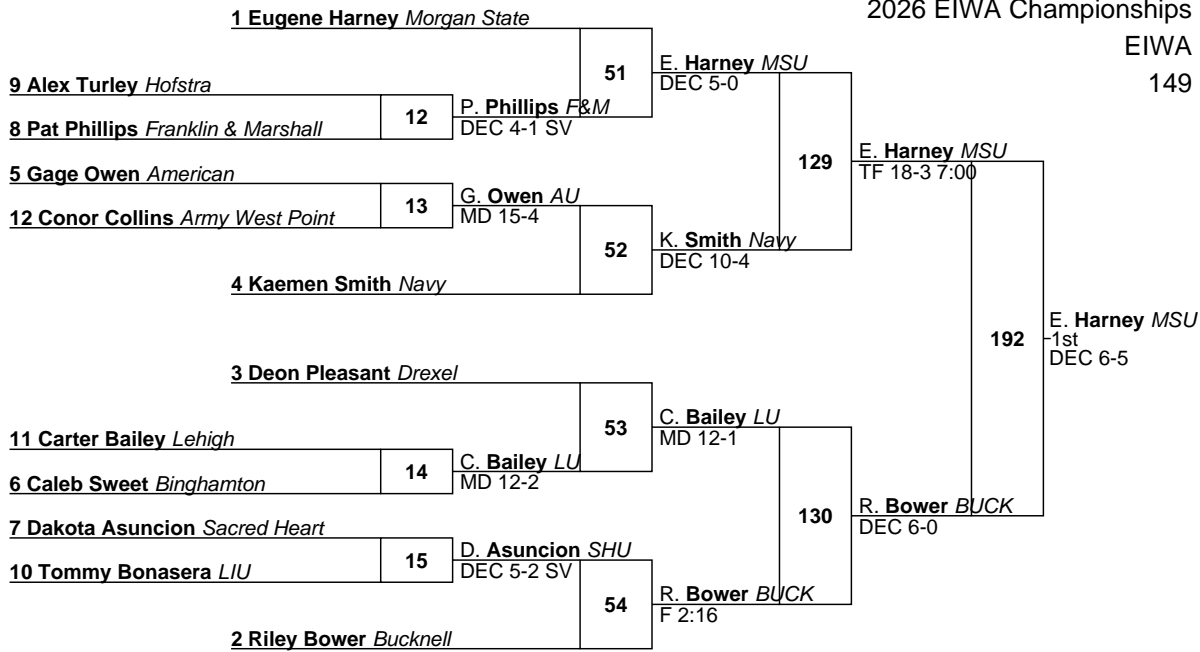 2026 EIWA Championships
EIWA
149
1 Eugene Harney Morgan State
51
E. Harney MSU
DEC 5-0
9 Alex Turley Hofstra
12
P. Phillips F&M
DEC 4-1 SV
8 Pat Phillips Franklin & Marshall
129
E. Harney MSU
TF 18-3 7:00
5 Gage Owen American
13
G. Owen AU
MD 15-4
12 Conor Collins Army West Point
52
K. Smith Navy
DEC 10-4
4 Kaemen Smith Navy
192
E. Harney MSU
1st
DEC 6-5
3 Deon Pleasant Drexel
53
C. Bailey LU
MD 12-1
11 Carter Bailey Lehigh
14
C. Bailey LU
MD 12-2
6 Caleb Sweet Binghamton
130
R. Bower BUCK
DEC 6-0
7 Dakota Asuncion Sacred Heart
15
D. Asuncion SHU
DEC 5-2 SV
10 Tommy Bonasera LIU
54
R. Bower BUCK
F 2:16
2 Riley Bower Bucknell